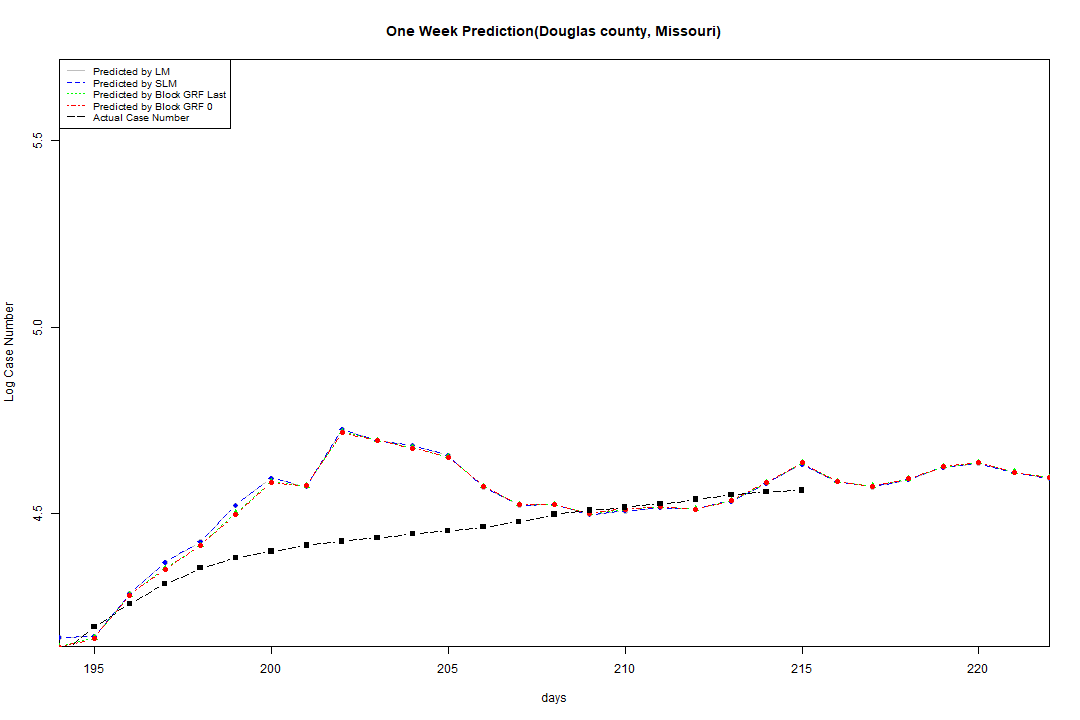 One Week Prediction(Douglas county, Missouri)
Predicted by LM
Predicted by SLM
Predicted by Block GRF Last
Predicted by Block GRF 0
Actual Case Number
5.5
5.0
4.5
Log Case Number
195 200 205 210 215 220
days